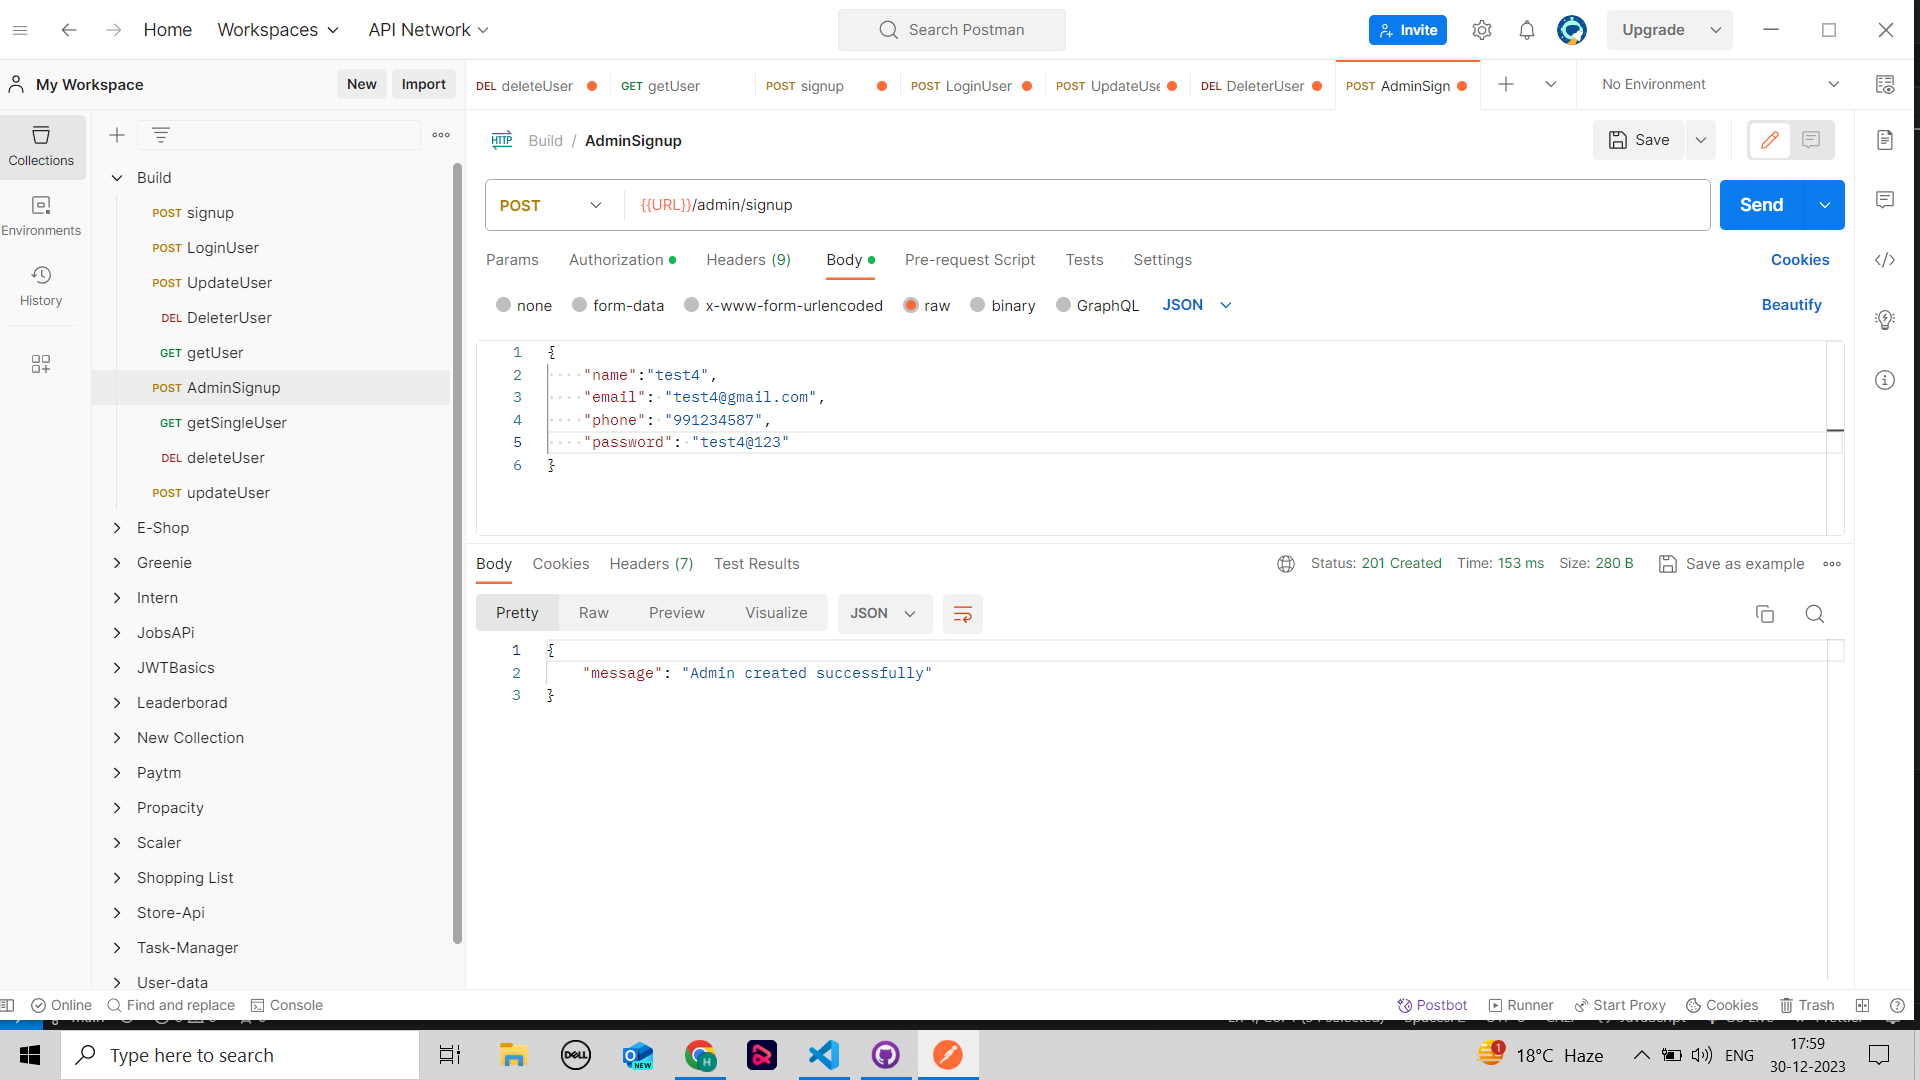 Home Workspaces API Network Search Postman Invite Upgrade
My Workspace New Import DEL deleteUser GET getUser POST signup POST LoginUser POST UpdateUse DEL DeleterUser POST AdminSign No Environment
Collections
Environments
History
Build
POST signup
POST LoginUser
POST UpdateUser
DEL DeleterUser
GET getUser
POST AdminSignup
GET getSingleUser
DEL deleteUser
POST updateUser
E-Shop
Greenie
Intern
JobsAPi
JWTBasics
Leaderborad
New Collection
Paytm
Propacity
Scaler
Shopping List
Store-Api
Task-Manager
User-data
HTTP Build / AdminSignup Save
POST {{URL}}/admin/signup Send
Params Authorization Headers (9) Body Pre-request Script Tests Settings Cookies
none form-data x-www-form-urlencoded raw binary GraphQL JSON Beautify
1 {
2 "name":"test4",
3 "email": "test4@gmail.com",
4 "phone": "991234587",
5 "password": "test4@123"
6 }
Body Cookies Headers (7) Test Results Status: 201 Created Time: 153 ms Size: 280 B Save as example
Pretty Raw Preview Visualize JSON
1 {
2 "message": "Admin created successfully"
3 }
Online Find and replace Console Postbot Runner Start Proxy Cookies Trash
Type here to search DELL NEW H 1 18°C Haze ENG 17:59
30-12-2023